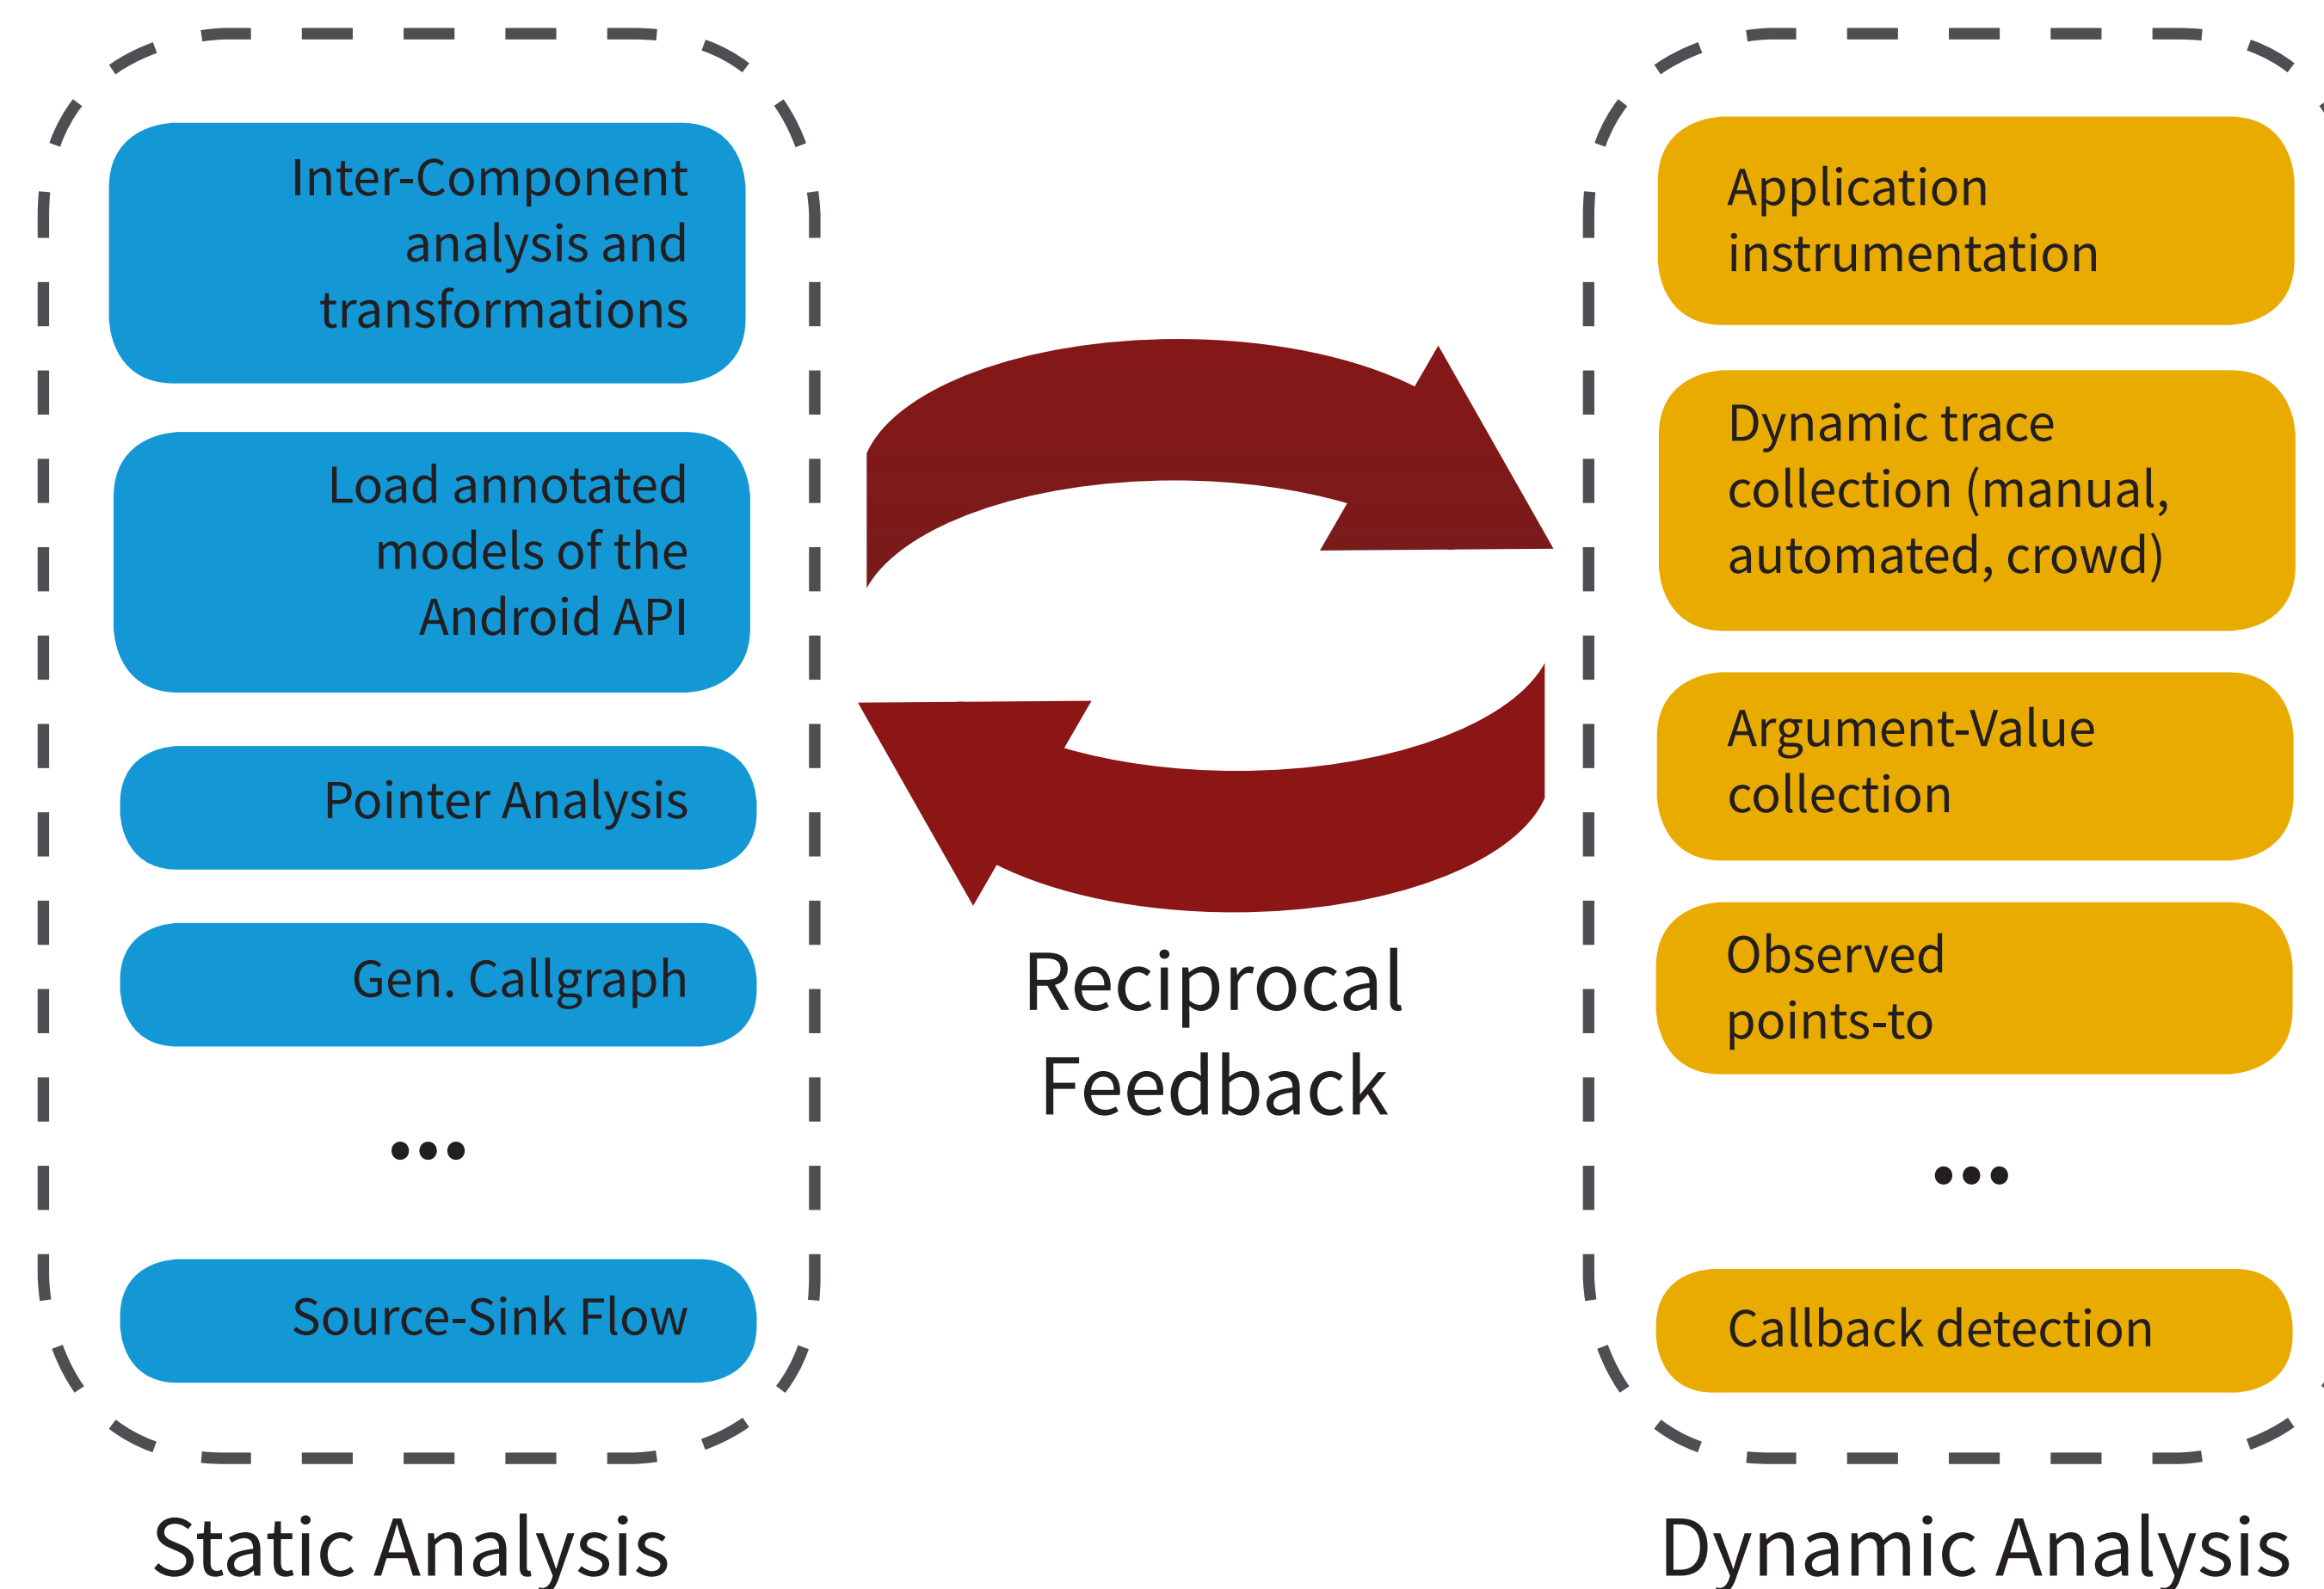 Inter-Component
analysis and
transformations
Load annotated
models of the
Android API
Pointer Analysis
Gen. Callgraph
...
Source-Sink Flow
Static Analysis
Reciprocal
Feedback
Application
instrumentation
Dynamic trace
collection (manual,
automated, crowd)
Argument-Value
collection
Observed
points-to
...
Callback detection
Dynamic Analysis